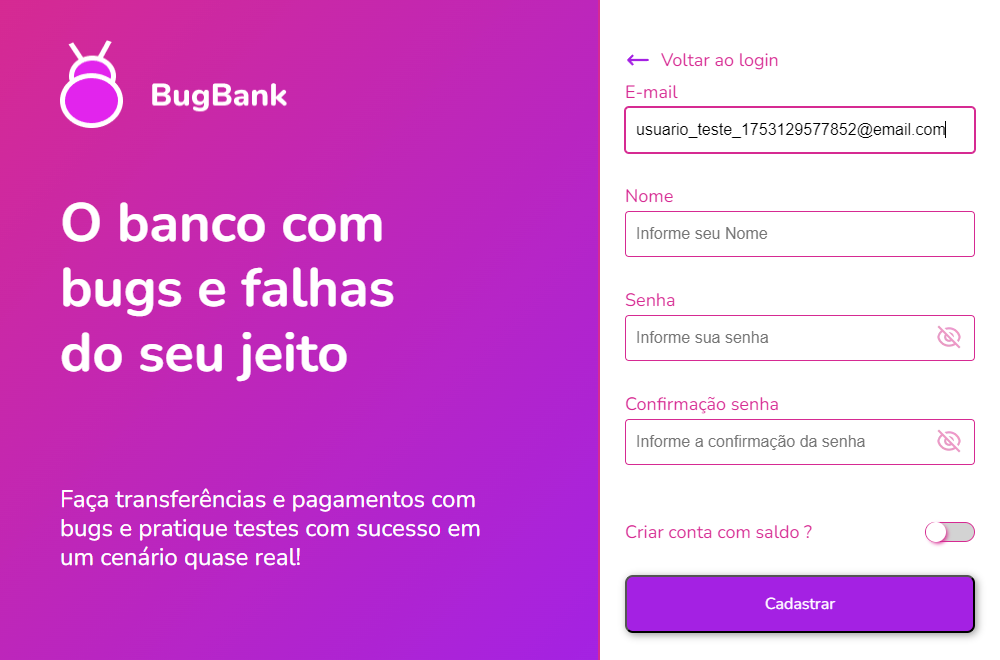 BugBank
O banco com
bugs e falhas
do seu jeito
Faça transferências e pagamentos com
bugs e pratique testes com sucesso em
um cenário quase real!
Voltar ao login
E-mail
usuario_teste_1753129577852@email.com
Nome
Informe seu Nome
Senha
Informe sua senha
Confirmação senha
Informe a confirmação da senha
Criar conta com saldo ?
Cadastrar